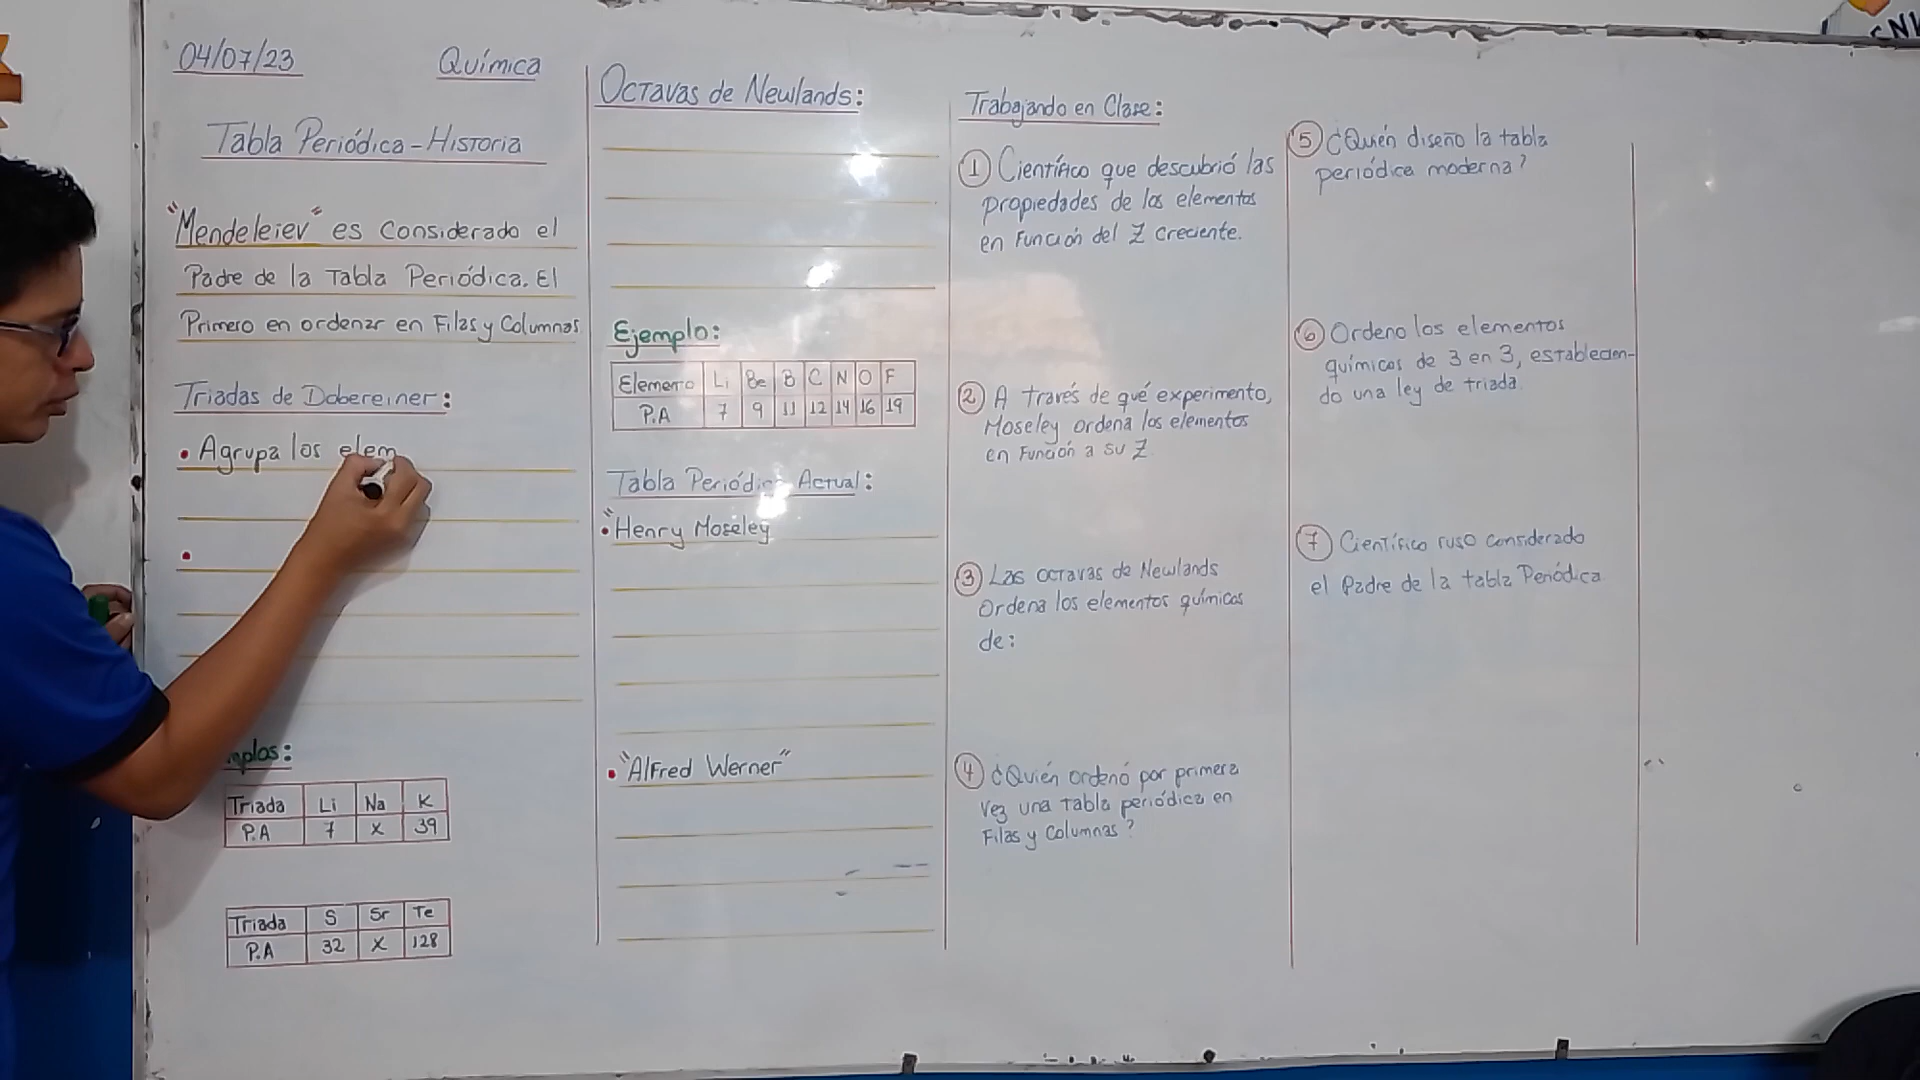 04/07/23 Química
Tabla Periódica - Historia
"Mendeleiev" es considerado el
Padre de la Tabla Periódica. El
Primero en ordenar en Filas y Columnas
Triadas de Dobereiner:
• Agrupa los elem
•
mplos:
Triada Li Na K
P.A 7 X 39
Triada S Sr Te
P.A 32 X 128
Octavas de Newlands:
Ejemplo:
Elemento Li Be B C N O F
P.A 7 9 11 12 14 16 19
Tabla Periódic Actual:
• "Henry Moseley
• "Alfred Werner"
Trabajando en Clase:
① Científico que descubrió las
propiedades de los elementos
en Función del Z creciente.
② A través de qué experimento,
Moseley ordena los elementos
en Función a su Z.
③ Las octavas de Newlands
Ordena los elementos químicos
de:
④ ¿Quién ordenó por primera
vez una tabla periódica en
Filas y Columnas?
⑤ ¿Quién diseño la tabla
periódica moderna?
⑥ Ordeno los elementos
químicos de 3 en 3, establecien-
do una ley de triada.
⑦ Científico ruso considerado
el Padre de la tabla Periódica